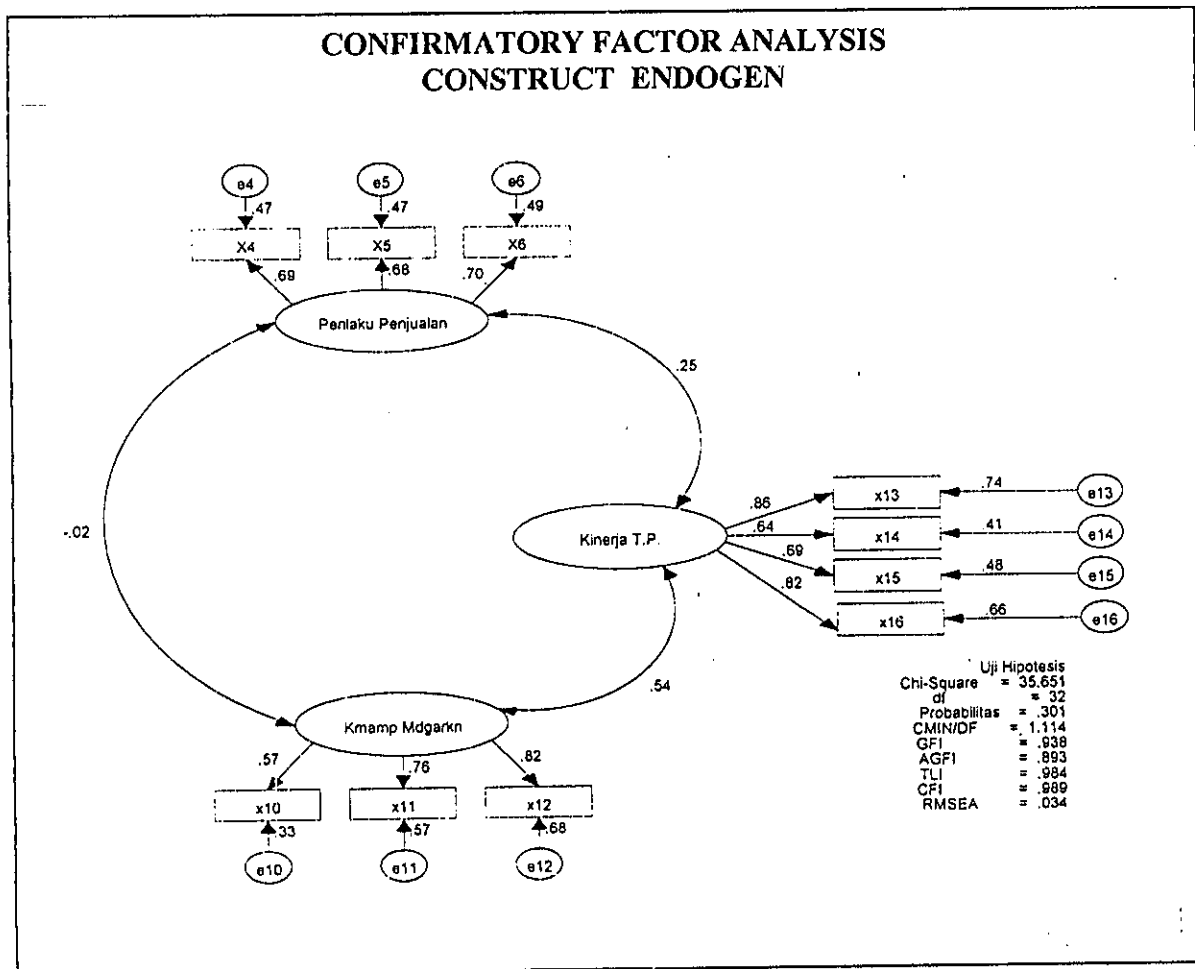 CONFIRMATORY FACTOR ANALYSIS
CONSTRUCT ENDOGEN
e4
e5
e6
.47
.47
.49
X4
X5
X6
.69
.68
.70
Penlaku Penjualan
.25
-.02
Kinerja T.P.
.86
.64
.69
.82
x13
x14
x15
x16
.74
.41
.48
.66
e13
e14
e15
e16
.54
Kmamp Mdgarkn
.57
.76
.82
x10
x11
x12
.33
.57
.68
e10
e11
e12
Uji Hipotesis
Chi-Square = 35.651
df = 32
Probabilitas = .301
CMIN/DF = 1.114
GFI = .938
AGFI = .893
TLI = .984
CFI = .989
RMSEA = .034